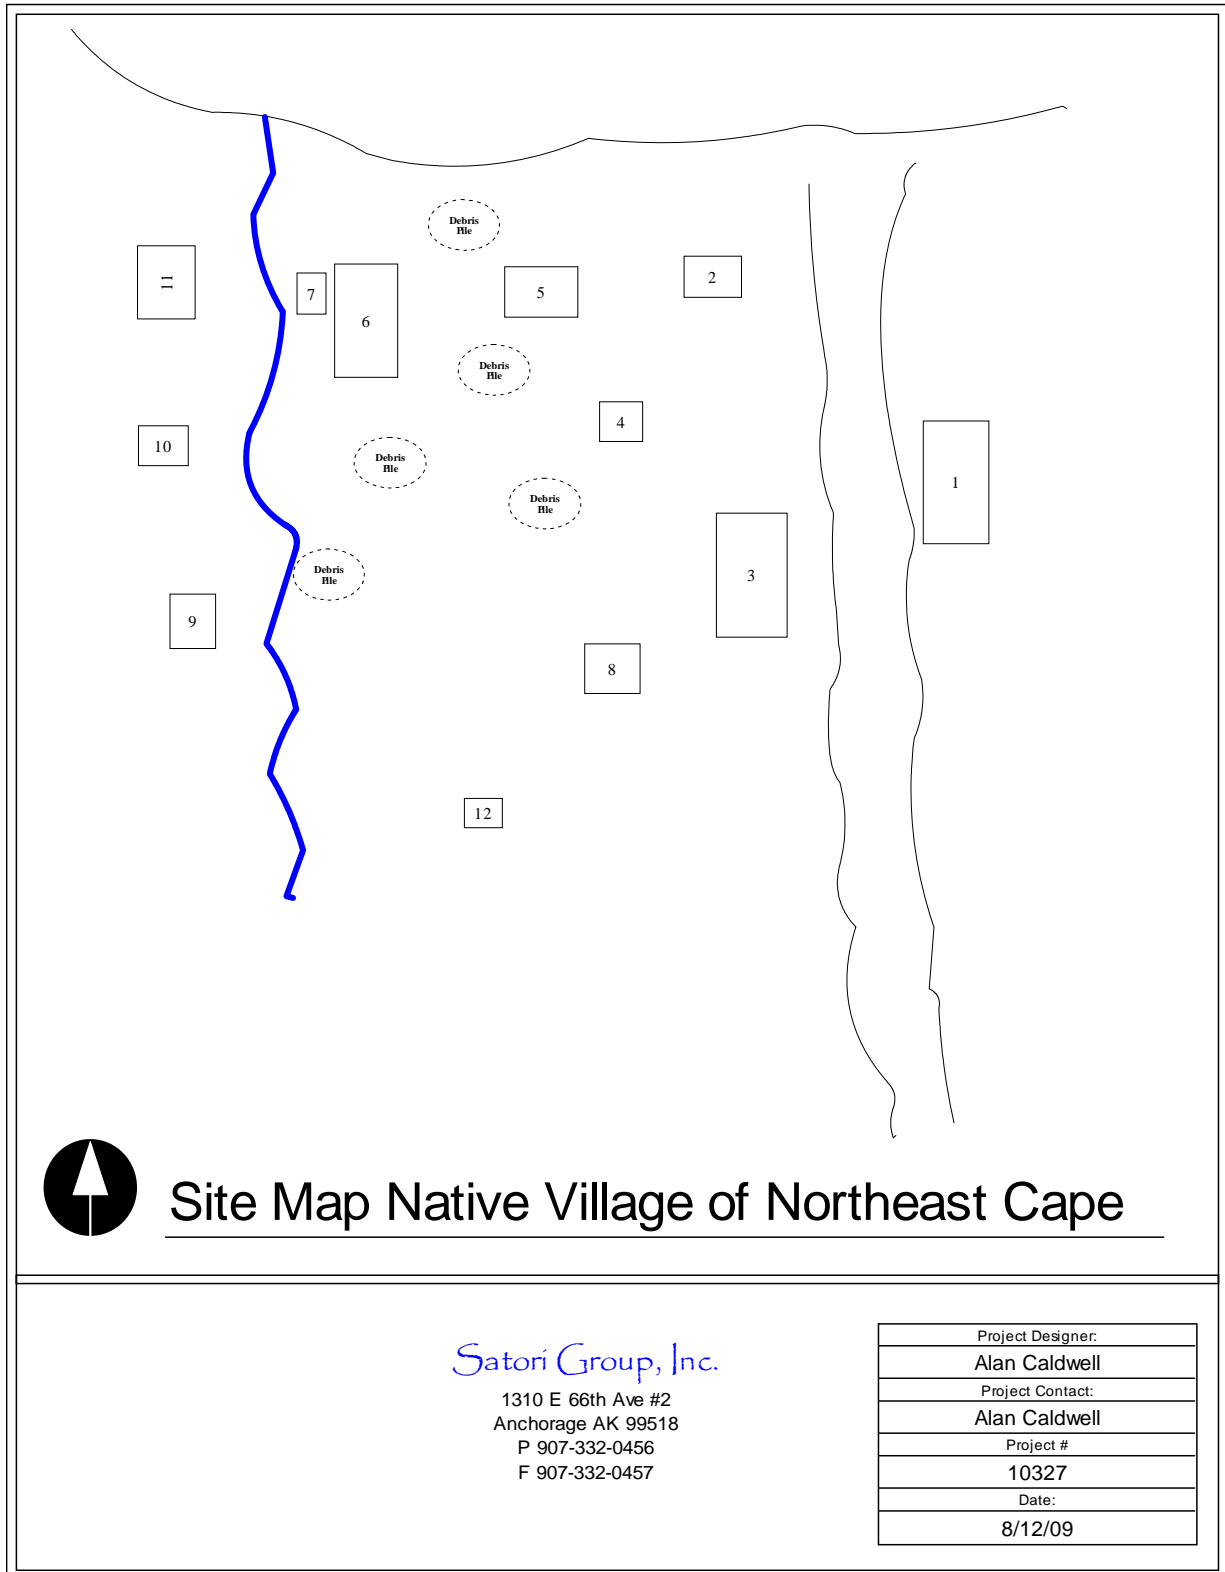 Debris
Pile
11
7
6
5
2
Debris
Pile
4
10
Debris
Pile
1
Debris
Pile
3
Debris
Pile
9
8
12
Site Map Native Village of Northeast Cape
Satori Group, Inc.
1310 E 66th Ave #2
Anchorage AK 99518
P 907-332-0456
F 907-332-0457
Project Designer:
Alan Caldwell
Project Contact:
Alan Caldwell
Project #
10327
Date:
8/12/09